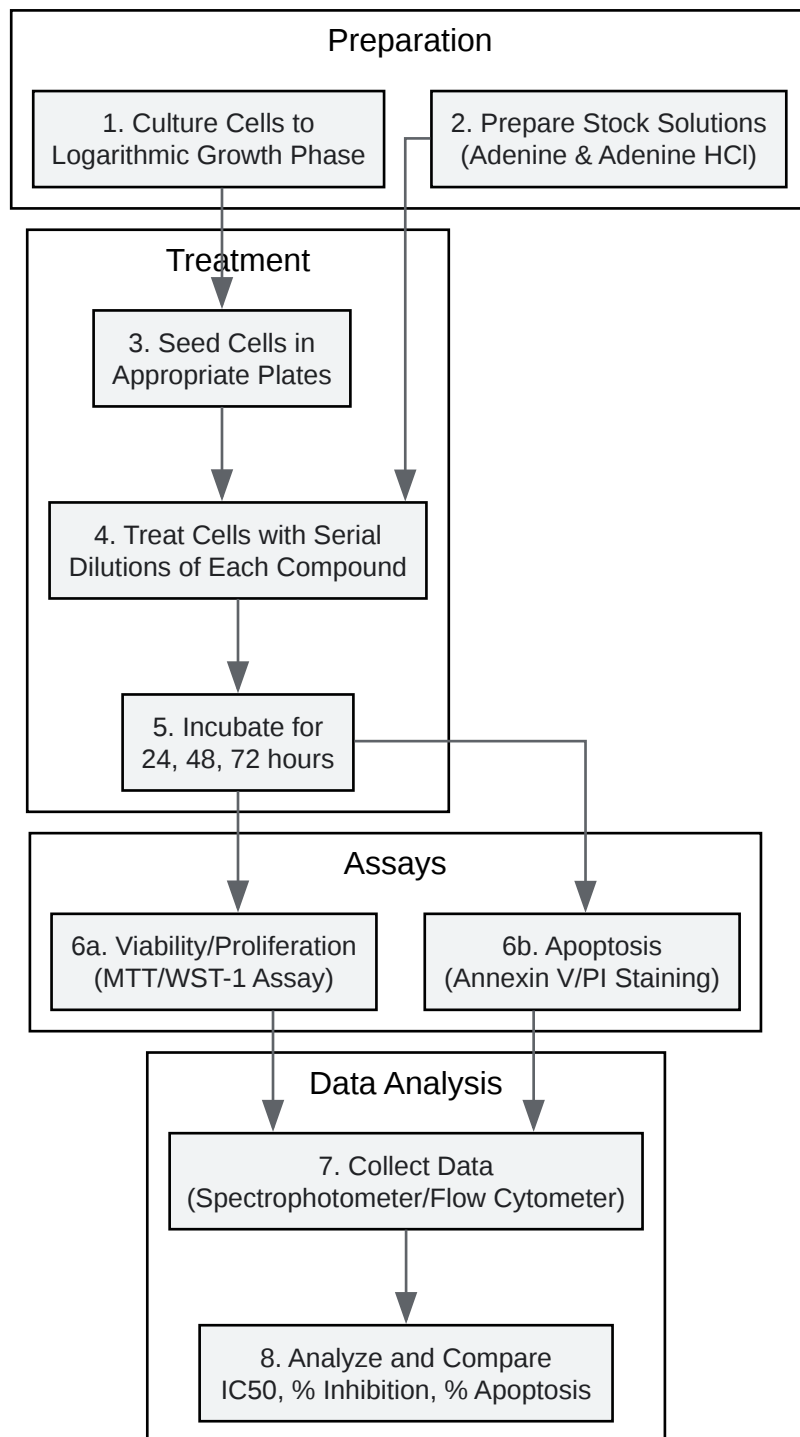 Preparation
1. Culture Cells to
Logarithmic Growth Phase
2. Prepare Stock Solutions
(Adenine & Adenine HCl)
Treatment
3. Seed Cells in
Appropriate Plates
4. Treat Cells with Serial
Dilutions of Each Compound
5. Incubate for
24, 48, 72 hours
Assays
6a. Viability/Proliferation
(MTT/WST-1 Assay)
6b. Apoptosis
(Annexin V/PI Staining)
Data Analysis
7. Collect Data
(Spectrophotometer/Flow Cytometer)
8. Analyze and Compare
IC50, % Inhibition, % Apoptosis